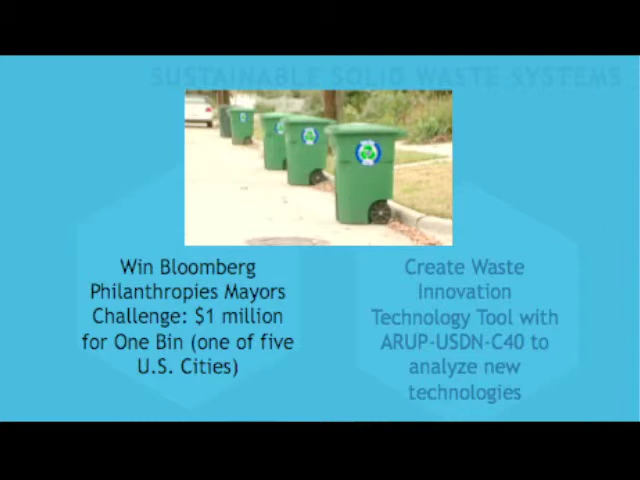 SUSTAINABLE SOLID WASTE SYSTEMS
Win Bloomberg
Philanthropies Mayors
Challenge: $1 million
for One Bin (one of five
U.S. Cities)
Create Waste
Innovation
Technology Tool with
ARUP-USDN-C40 to
analyze new
technologies